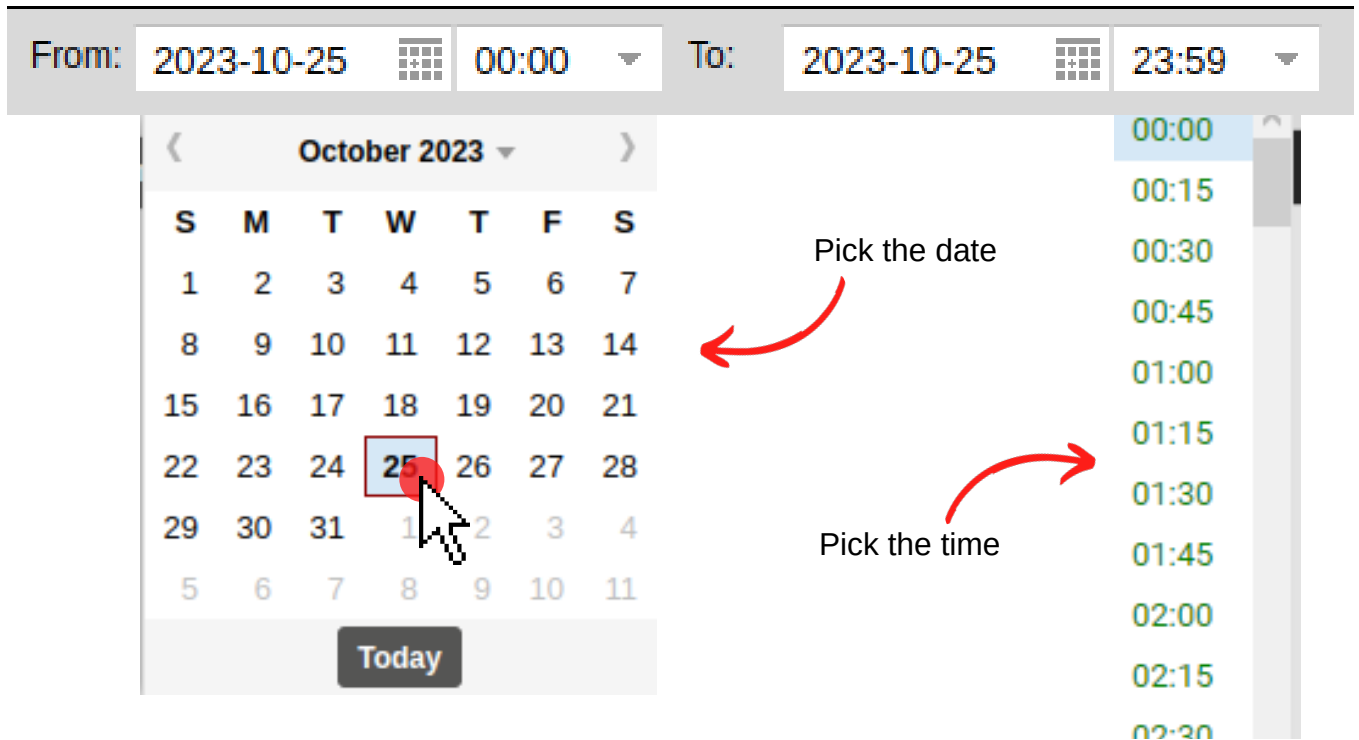 From: 2023-10-25 00:00 To: 2023-10-25 23:59
October 2023
S M T W T F S
1 2 3 4 5 6 7
8 9 10 11 12 13 14
15 16 17 18 19 20 21
22 23 24 25 26 27 28
29 30 31 1 2 3 4
5 6 7 8 9 10 11
Today
Pick the date
Pick the time
00:00
00:15
00:30
00:45
01:00
01:15
01:30
01:45
02:00
02:15
02:30